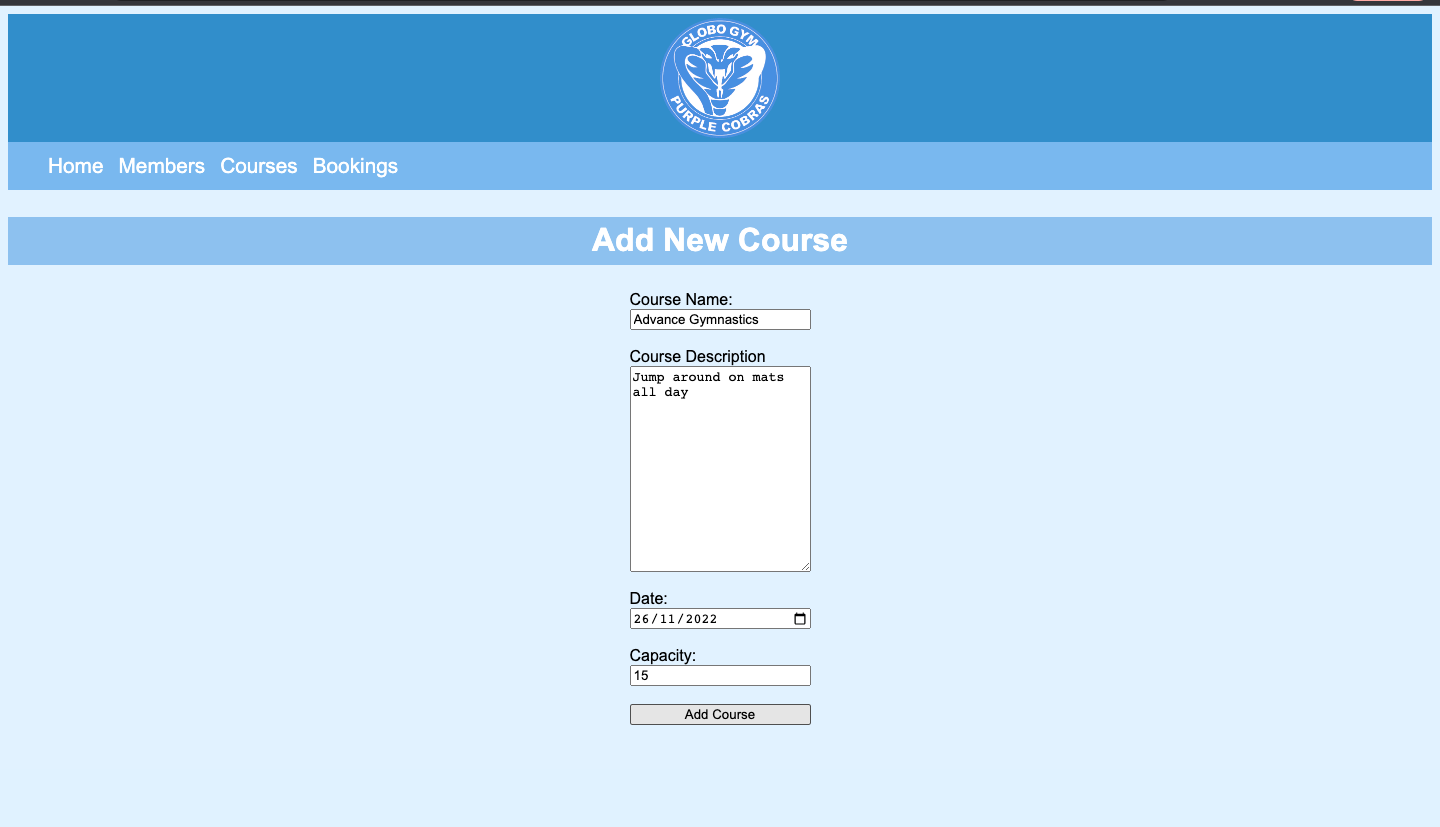 GLOBO GYM
PURPLE COBRAS
Home Members Courses Bookings
Add New Course
Course Name:
Advance Gymnastics
Course Description
Jump around on mats
all day
Date:
26/11/2022
Capacity:
15
Add Course